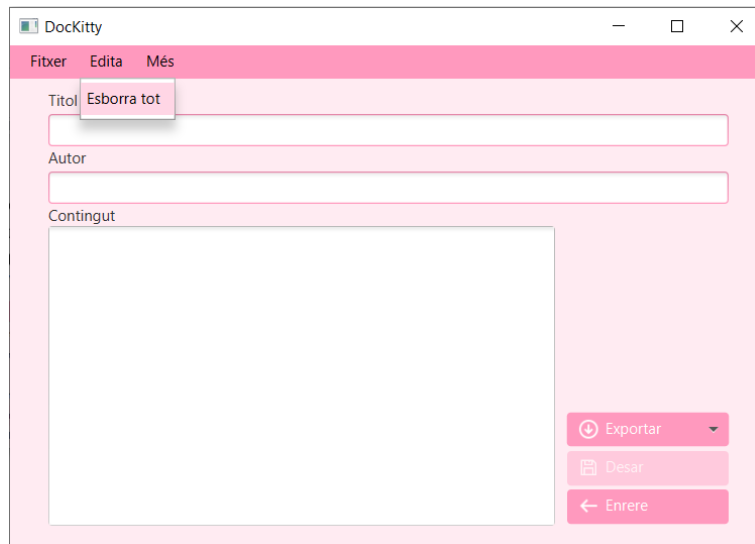 DocKitty
Fitxer Edita Més
Esborra tot
Titol
Autor
Contingut
Exportar
Desar
Enrere